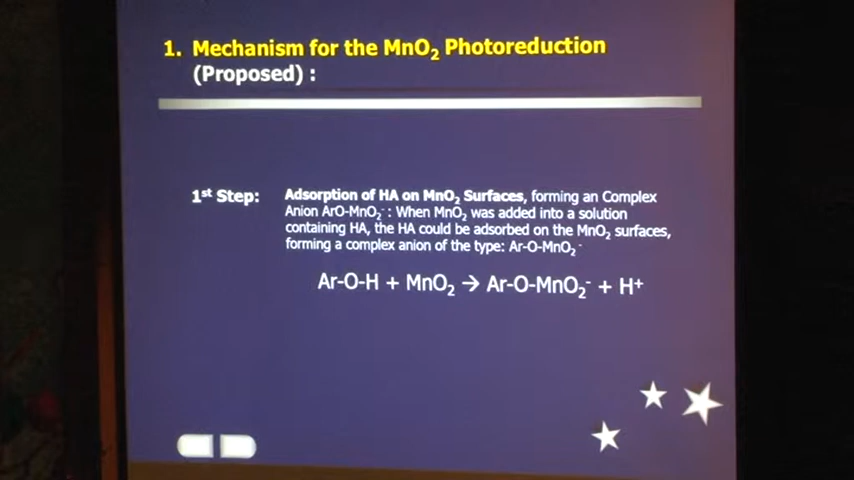 1. Mechanism for the MnO₂ Photoreduction
(Proposed) :
1ˢᵗ Step: Adsorption of HA on MnO₂ Surfaces, forming an Complex
Anion ArO-MnO₂⁻ : When MnO₂ was added into a solution
containing HA, the HA could be adsorbed on the MnO₂ surfaces,
forming a complex anion of the type: Ar-O-MnO₂⁻
Ar-O-H + MnO₂ → Ar-O-MnO₂⁻ + H⁺